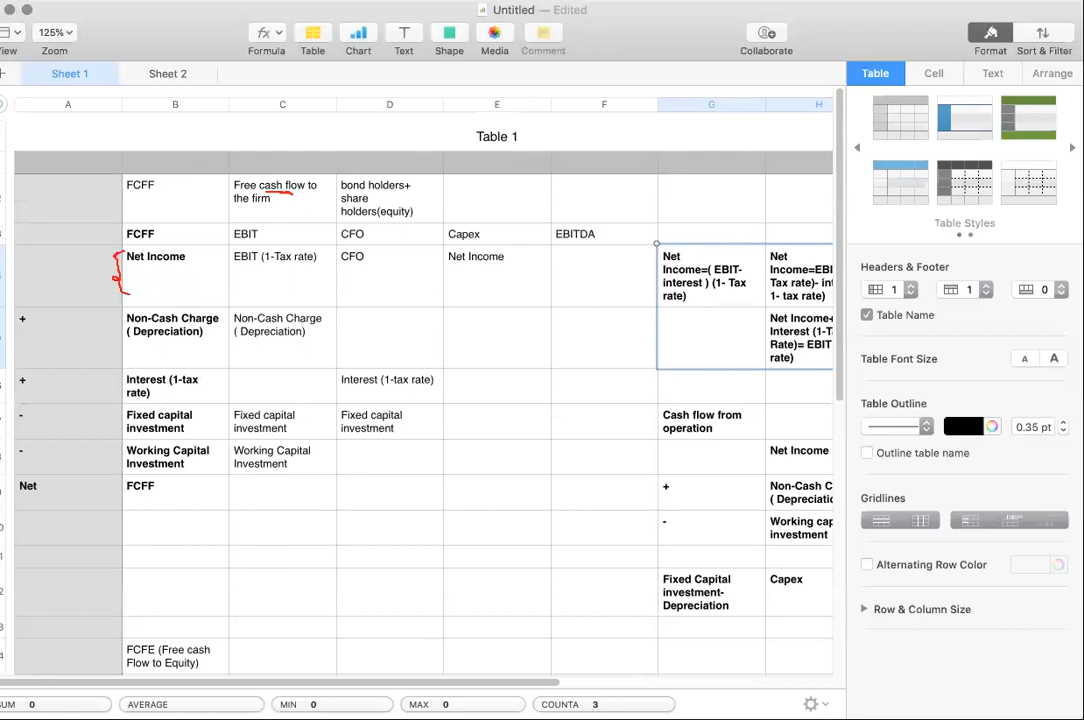 Untitled — Edited
125%
View
Zoom
Formula
Table
Chart
Text
Shape
Media
Comment
Collaborate
Format
Sort & Filter
Sheet 1
Sheet 2
Table
Cell
Text
Arrange
A B C D E F G H
Table 1
FCFF
Free cash flow to
the firm
bond holders+
share
holders(equity)
FCFF
EBIT
CFO
Capex
EBITDA
Net Income
EBIT (1-Tax rate)
CFO
Net Income
Net
Income=( EBIT-
interest ) (1- Tax
rate)
Net
Income=EBI
Tax rate)- in
1- tax rate)
+
Non-Cash Charge
( Depreciation)
Non-Cash Charge
( Depreciation)
Net Income+
Interest (1-T
Rate)= EBIT
rate)
+
Interest (1-tax
rate)
Interest (1-tax rate)
-
Fixed capital
investment
Fixed capital
investment
Fixed capital
investment
Cash flow from
operation
-
Working Capital
Investment
Working Capital
Investment
Net Income
Net
FCFF
+
Non-Cash C
( Depreciatio
-
Working cap
investment
Fixed Capital
investment-
Depreciation
Capex
FCFE (Free cash
Flow to Equity)
Table Styles
Headers & Footer
1
1
0
Table Name
Table Font Size
A A
Table Outline
0.35 pt
Outline table name
Gridlines
Alternating Row Color
Row & Column Size
SUM 0
AVERAGE
MIN 0
MAX 0
COUNTA 3